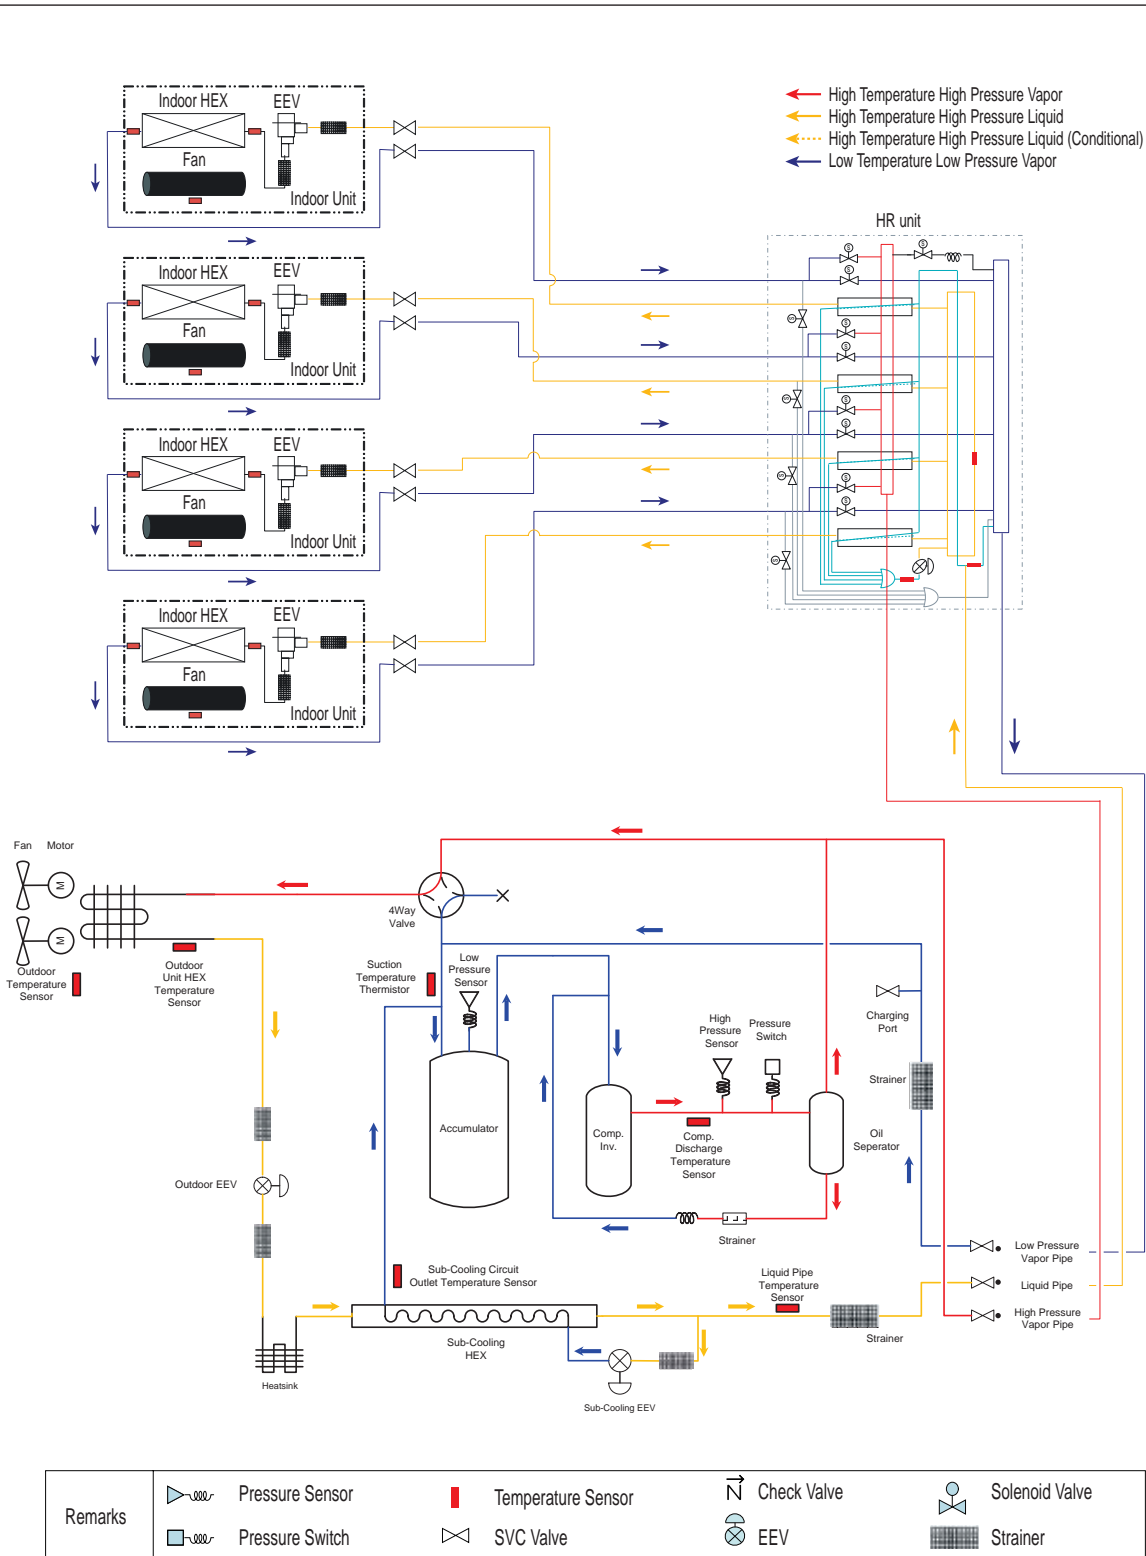 Indoor HEX
EEV
Fan
Indoor Unit
High Temperature High Pressure Vapor
High Temperature High Pressure Liquid
High Temperature High Pressure Liquid (Conditional)
Low Temperature Low Pressure Vapor
HR unit
S
S
S
S
S
S
S
S
S
S
S
S
S
Indoor HEX
EEV
Fan
Indoor Unit
Indoor HEX
EEV
Fan
Indoor Unit
Indoor HEX
EEV
Fan
Indoor Unit
Fan
Motor
M
M
4Way
Valve
Outdoor
Temperature
Sensor
Outdoor
Unit HEX
Temperature
Sensor
Suction
Temperature
Thermistor
Low
Pressure
Sensor
High
Pressure
Sensor
Pressure
Switch
Charging
Port
Strainer
Accumulator
Comp.
Inv.
Comp.
Discharge
Temperature
Sensor
Oil
Seperator
Outdoor EEV
Strainer
Sub-Cooling Circuit
Outlet Temperature Sensor
Liquid Pipe
Temperature
Sensor
Low Pressure
Vapor Pipe
Liquid Pipe
High Pressure
Vapor Pipe
Strainer
Sub-Cooling
HEX
Heatsink
Sub-Cooling EEV
Remarks
Pressure Sensor
Temperature Sensor
Check Valve
Solenoid Valve
Pressure Switch
SVC Valve
EEV
Strainer